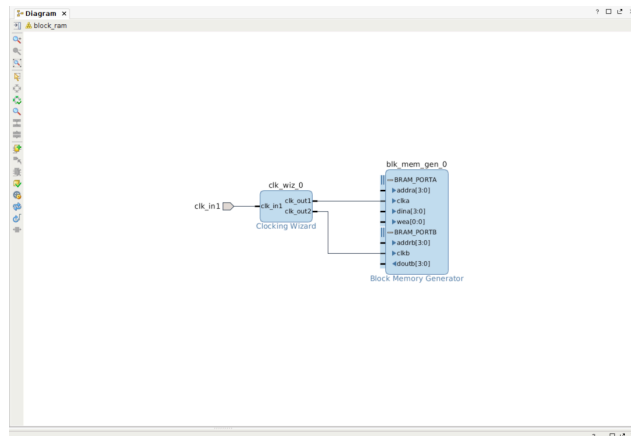 Diagram
block_ram
blk_mem_gen_0
BRAM_PORTA
addra[3:0]
clka
dina[3:0]
wea[0:0]
BRAM_PORTB
addrb[3:0]
clkb
doutb[3:0]
Block Memory Generator
clk_wiz_0
clk_in1
clk_in1
clk_out1
clk_out2
Clocking Wizard